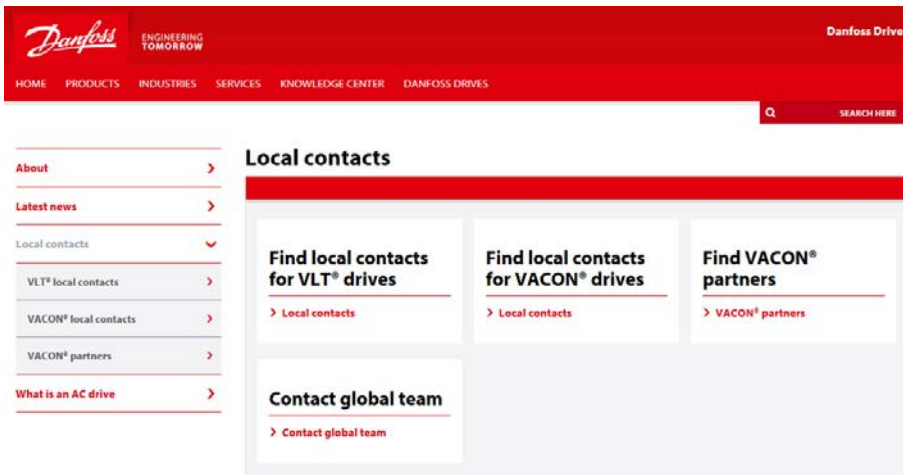 Danfoss
ENGINEERING
TOMORROW
Danfoss Drive
HOME PRODUCTS INDUSTRIES SERVICES KNOWLEDGE CENTER DANFOSS DRIVES
SEARCH HERE
About
Latest news
Local contacts
VLT® local contacts
VACON® local contacts
VACON® partners
What is an AC drive
Local contacts
Find local contacts
for VLT® drives
Local contacts
Find local contacts
for VACON® drives
Local contacts
Find VACON®
partners
VACON® partners
Contact global team
Contact global team